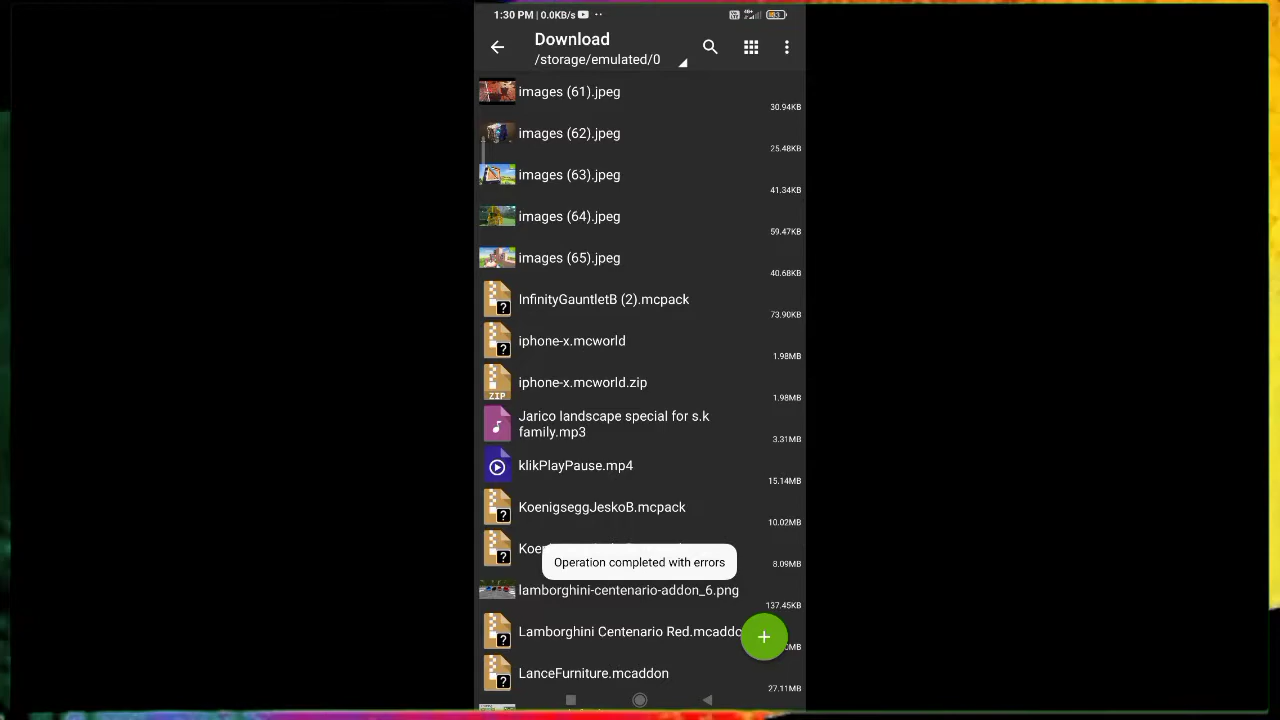 1:30 PM | 0.0KB/s
Download
/storage/emulated/0
images (61).jpeg
30.94KB
images (62).jpeg
25.48KB
images (63).jpeg
41.34KB
images (64).jpeg
59.47KB
images (65).jpeg
40.68KB
InfinityGauntletB (2).mcpack
73.90KB
iphone-x.mcworld
1.98MB
iphone-x.mcworld.zip
ZIP
1.98MB
Jarico landscape special for s.k
family.mp3
3.31MB
klikPlayPause.mp4
15.14MB
KoenigseggJeskoB.mcpack
10.02MB
8.09MB
Operation completed with errors
lamborghini-centenario-addon_6.png
137.45KB
Lamborghini Centenario Red.mcaddo
LanceFurniture.mcaddon
27.11MB